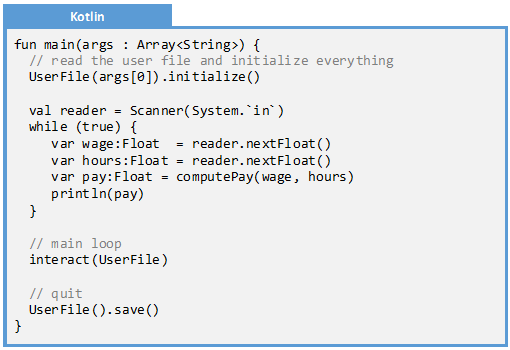 Kotlin
fun main(args : Array<String>) {
  // read the user file and initialize everything
  UserFile(args[0]).initialize()

  val reader = Scanner(System.`in`)
  while (true) {
     var wage:Float  = reader.nextFloat()
     var hours:Float = reader.nextFloat()
     var pay:Float = computePay(wage, hours)
     println(pay)
  }

  // main loop
  interact(UserFile)

  // quit
  UserFile().save()
}